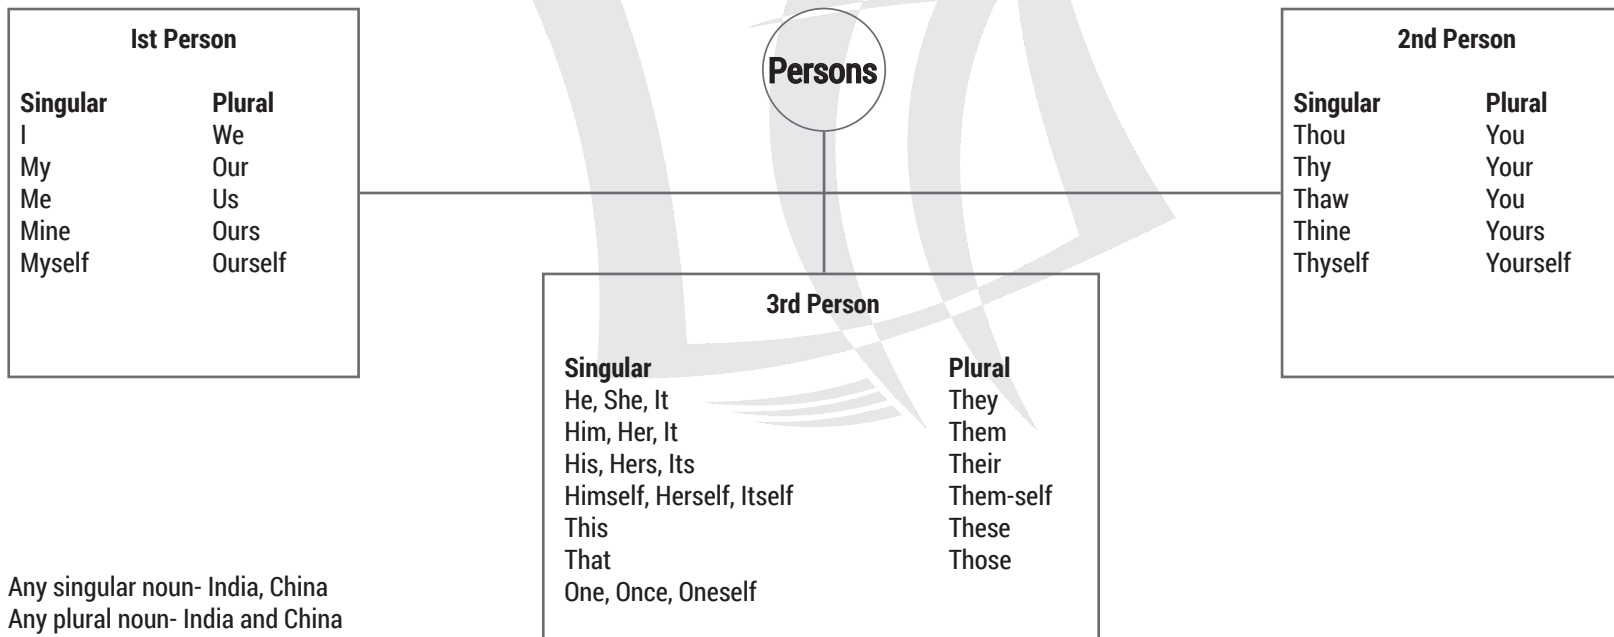 Persons
Ist Person
Singular Plural
I We
My Our
Me Us
Mine Ours
Myself Ourself
2nd Person
Singular Plural
Thou You
Thy Your
Thaw You
Thine Yours
Thyself Yourself
3rd Person
Singular Plural
He, She, It They
Him, Her, It Them
His, Hers, Its Their
Himself, Herself, Itself Them-self
This These
That Those
One, Once, Oneself
Any singular noun- India, China
Any plural noun- India and China